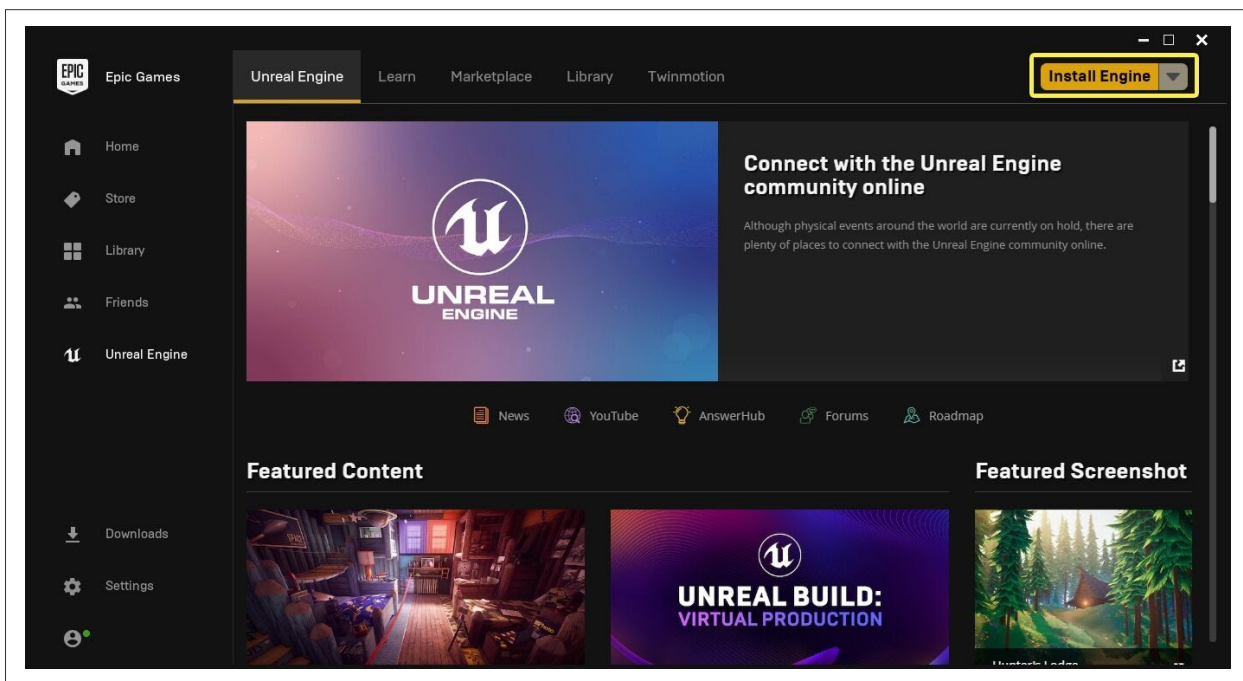 EPIC
GAMES
Epic Games
Unreal Engine
Learn
Marketplace
Library
Twinmotion
Install Engine
Home
Store
Library
Friends
Unreal Engine
Downloads
Settings
UNREAL
ENGINE
Connect with the Unreal Engine
community online
Although physical events around the world are currently on hold, there are
plenty of places to connect with the Unreal Engine community online.
News
YouTube
AnswerHub
Forums
Roadmap
Featured Content
Featured Screenshot
UNREAL BUILD:
VIRTUAL PRODUCTION
Hunter's Lodge